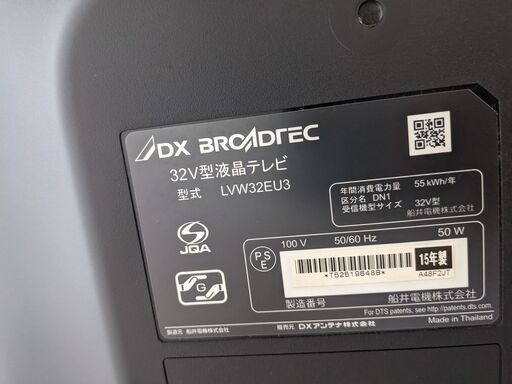 DX BROADTEC
32V型液晶テレビ
型式 LVW32EU3
年間消費電力量 55 kWh/年
区分名 DN1
受信機型サイズ 32V型
船井電機株式会社
JQA
PS E
100 V 50/60 Hz 50 W
G
*T52519848B*
15年製
A48F2JT
製造番号
船井電機株式会社
For DTS patents, see http://patents.dts.com.
Made in Thailand
製造元 船井電機株式会社
販売元 DXアンテナ株式会社